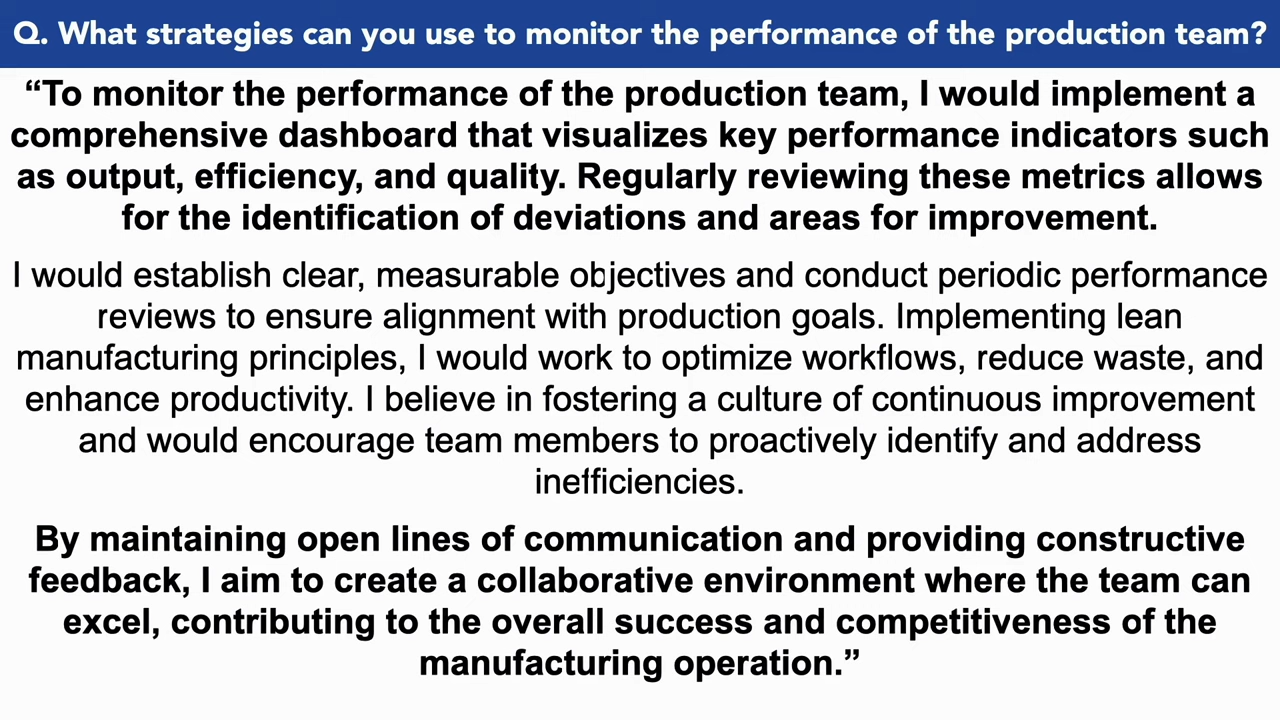 Q. What strategies can you use to monitor the performance of the production team?
“To monitor the performance of the production team, I would implement a
comprehensive dashboard that visualizes key performance indicators such
as output, efficiency, and quality. Regularly reviewing these metrics allows
for the identification of deviations and areas for improvement.
I would establish clear, measurable objectives and conduct periodic performance
reviews to ensure alignment with production goals. Implementing lean
manufacturing principles, I would work to optimize workflows, reduce waste, and
enhance productivity. I believe in fostering a culture of continuous improvement
and would encourage team members to proactively identify and address
inefficiencies.
By maintaining open lines of communication and providing constructive
feedback, I aim to create a collaborative environment where the team can
excel, contributing to the overall success and competitiveness of the
manufacturing operation.”